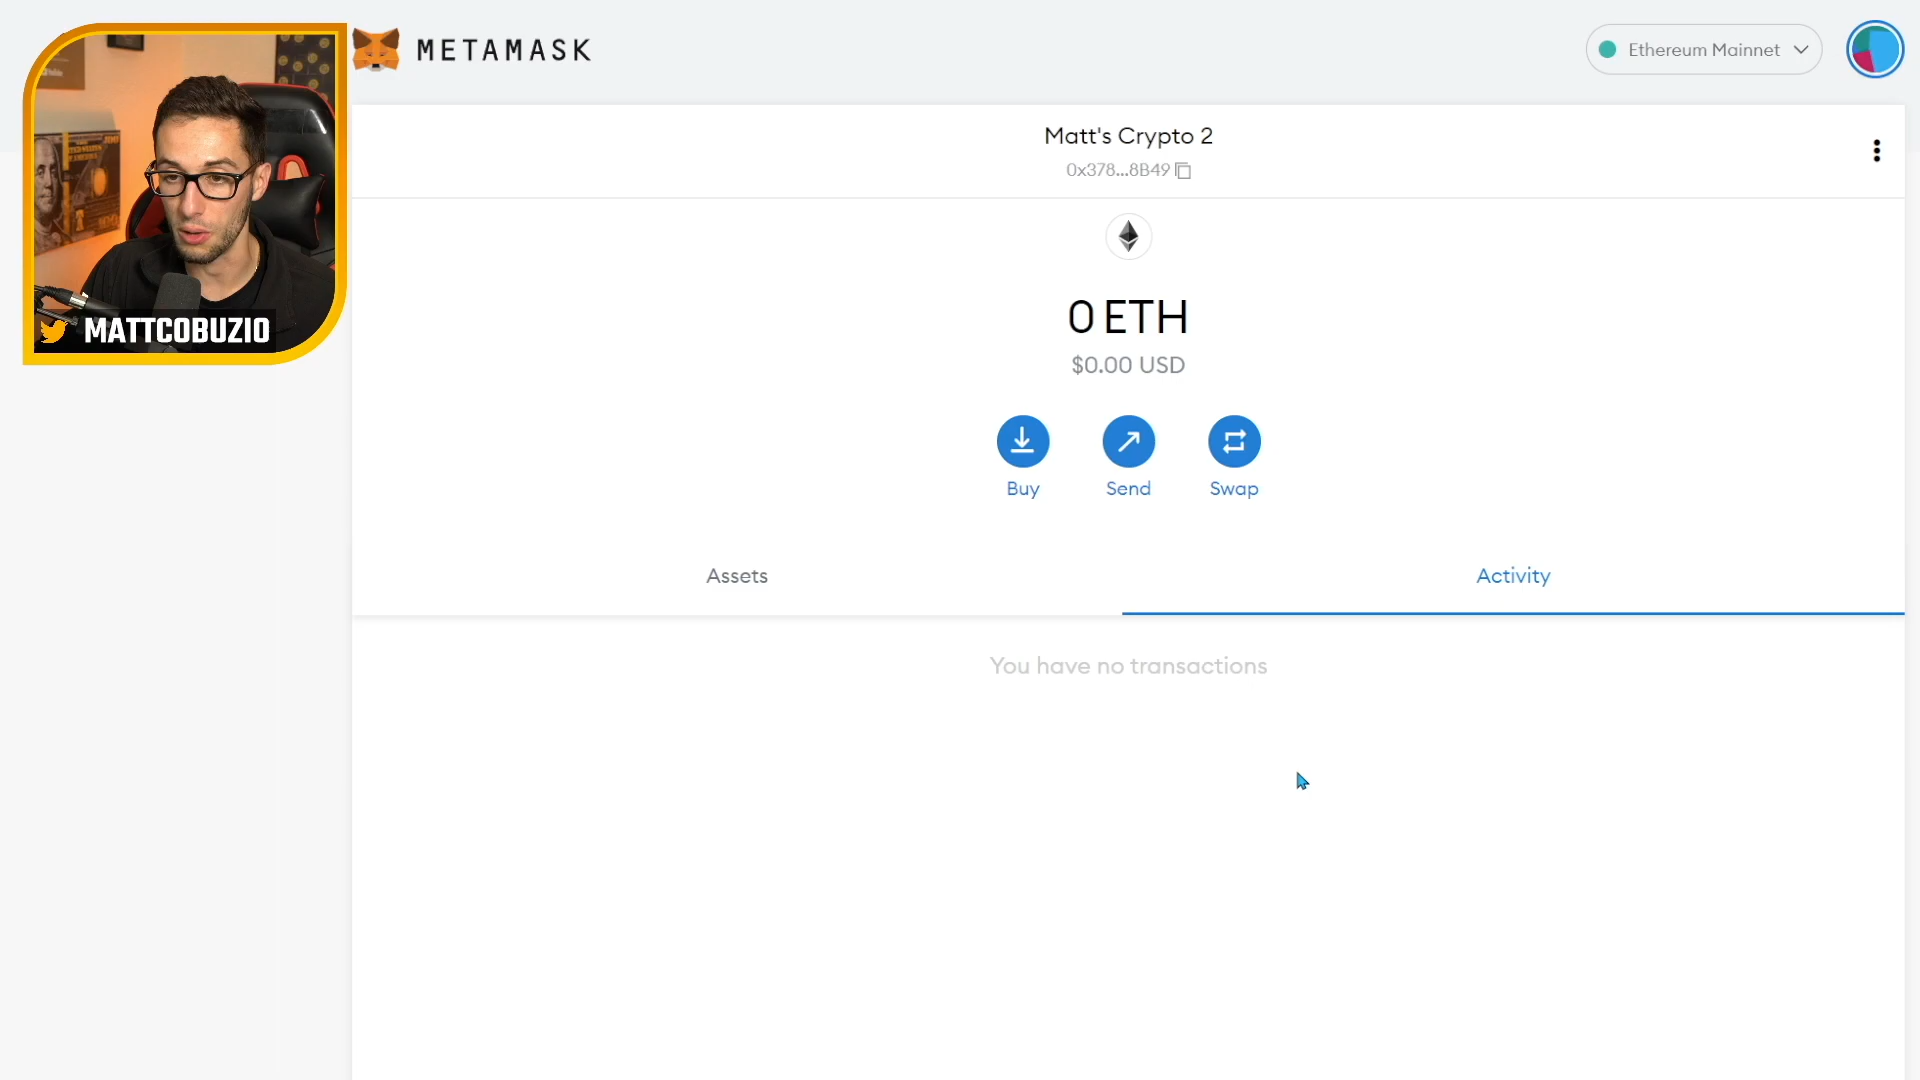 METAMASK
Ethereum Mainnet
Matt's Crypto 2
0x378...8B49
0 ETH
$0.00 USD
Buy
Send
Swap
Assets
Activity
You have no transactions
MATTCOBUZIO